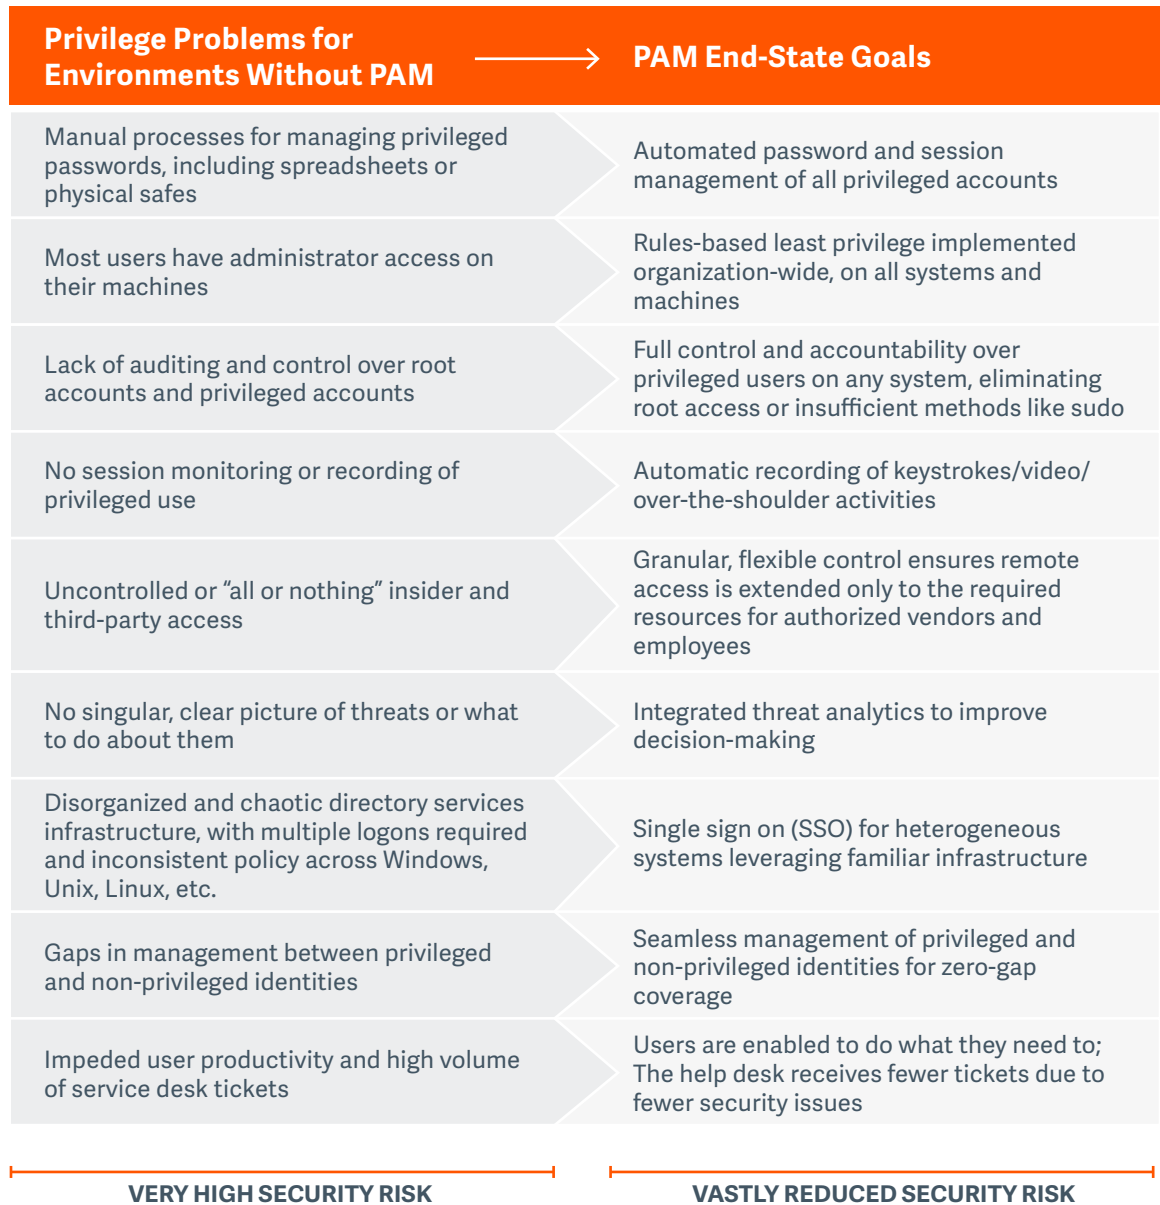 Privilege Problems for
Environments Without PAM
PAM End-State Goals
Manual processes for managing privileged
passwords, including spreadsheets or
physical safes
Automated password and session
management of all privileged accounts
Most users have administrator access on
their machines
Rules-based least privilege implemented
organization-wide, on all systems and
machines
Lack of auditing and control over root
accounts and privileged accounts
Full control and accountability over
privileged users on any system, eliminating
root access or insufficient methods like sudo
No session monitoring or recording of
privileged use
Automatic recording of keystrokes/video/
over-the-shoulder activities
Uncontrolled or “all or nothing” insider and
third-party access
Granular, flexible control ensures remote
access is extended only to the required
resources for authorized vendors and
employees
No singular, clear picture of threats or what
to do about them
Integrated threat analytics to improve
decision-making
Disorganized and chaotic directory services
infrastructure, with multiple logons required
and inconsistent policy across Windows,
Unix, Linux, etc.
Single sign on (SSO) for heterogeneous
systems leveraging familiar infrastructure
Gaps in management between privileged
and non-privileged identities
Seamless management of privileged and
non-privileged identities for zero-gap
coverage
Impeded user productivity and high volume
of service desk tickets
Users are enabled to do what they need to;
The help desk receives fewer tickets due to
fewer security issues
VERY HIGH SECURITY RISK
VASTLY REDUCED SECURITY RISK